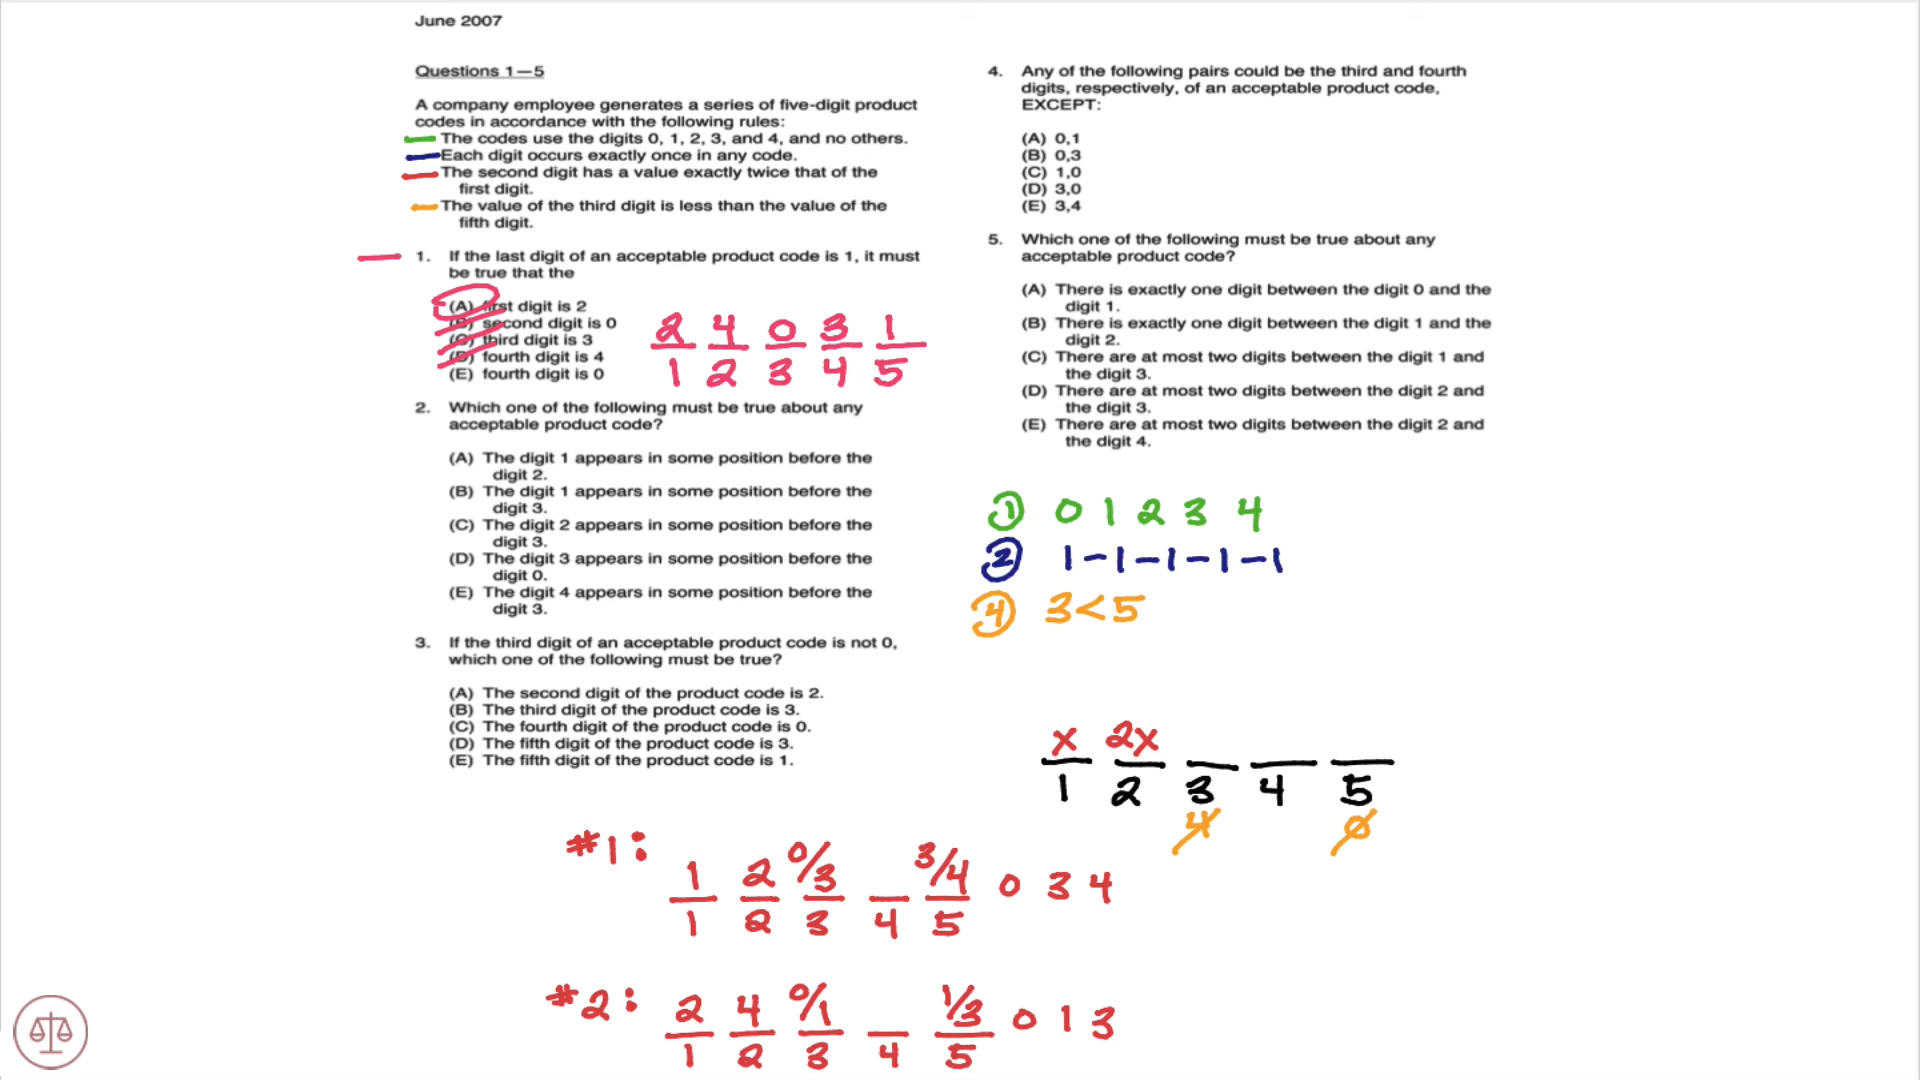 June 2007
Questions 1—5
A company employee generates a series of five-digit product
codes in accordance with the following rules:
The codes use the digits 0, 1, 2, 3, and 4, and no others.
Each digit occurs exactly once in any code.
The second digit has a value exactly twice that of the
first digit.
The value of the third digit is less than the value of the
fifth digit.
1. If the last digit of an acceptable product code is 1, it must
be true that the
(A) first digit is 2
(B) second digit is 0
(C) third digit is 3
(D) fourth digit is 4
(E) fourth digit is 0
2 4 0 3 1
1 2 3 4 5
2. Which one of the following must be true about any
acceptable product code?
(A) The digit 1 appears in some position before the
digit 2.
(B) The digit 1 appears in some position before the
digit 3.
(C) The digit 2 appears in some position before the
digit 3.
(D) The digit 3 appears in some position before the
digit 0.
(E) The digit 4 appears in some position before the
digit 3.
3. If the third digit of an acceptable product code is not 0,
which one of the following must be true?
(A) The second digit of the product code is 2.
(B) The third digit of the product code is 3.
(C) The fourth digit of the product code is 0.
(D) The fifth digit of the product code is 3.
(E) The fifth digit of the product code is 1.
4. Any of the following pairs could be the third and fourth
digits, respectively, of an acceptable product code,
EXCEPT:
(A) 0,1
(B) 0,3
(C) 1,0
(D) 3,0
(E) 3,4
5. Which one of the following must be true about any
acceptable product code?
(A) There is exactly one digit between the digit 0 and the
digit 1.
(B) There is exactly one digit between the digit 1 and the
digit 2.
(C) There are at most two digits between the digit 1 and
the digit 3.
(D) There are at most two digits between the digit 2 and
the digit 3.
(E) There are at most two digits between the digit 2 and
the digit 4.
① 0 1 2 3 4
② 1-1-1-1-1
④ 3<5
x 2x
1 2 3 4 5
4 0
#1:
1 2 0/3 3/4 0 3 4
1 2 3 4 5
#2:
2 4 0/1 1/3 0 1 3
1 2 3 4 5